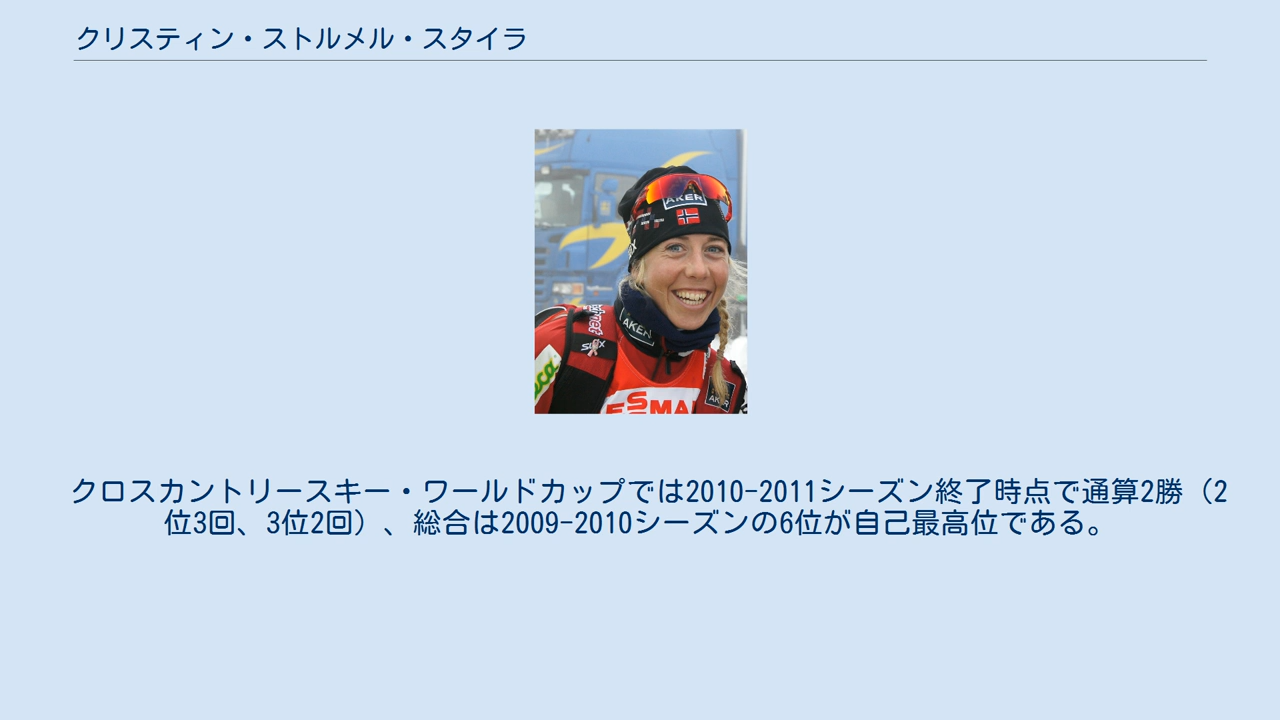 クリスティン・ストルメル・スタイラ
AKER
AKER
SWIX
AKER
クロスカントリースキー・ワールドカップでは2010-2011シーズン終了時点で通算2勝（2
位3回、3位2回）、総合は2009-2010シーズンの6位が自己最高位である。